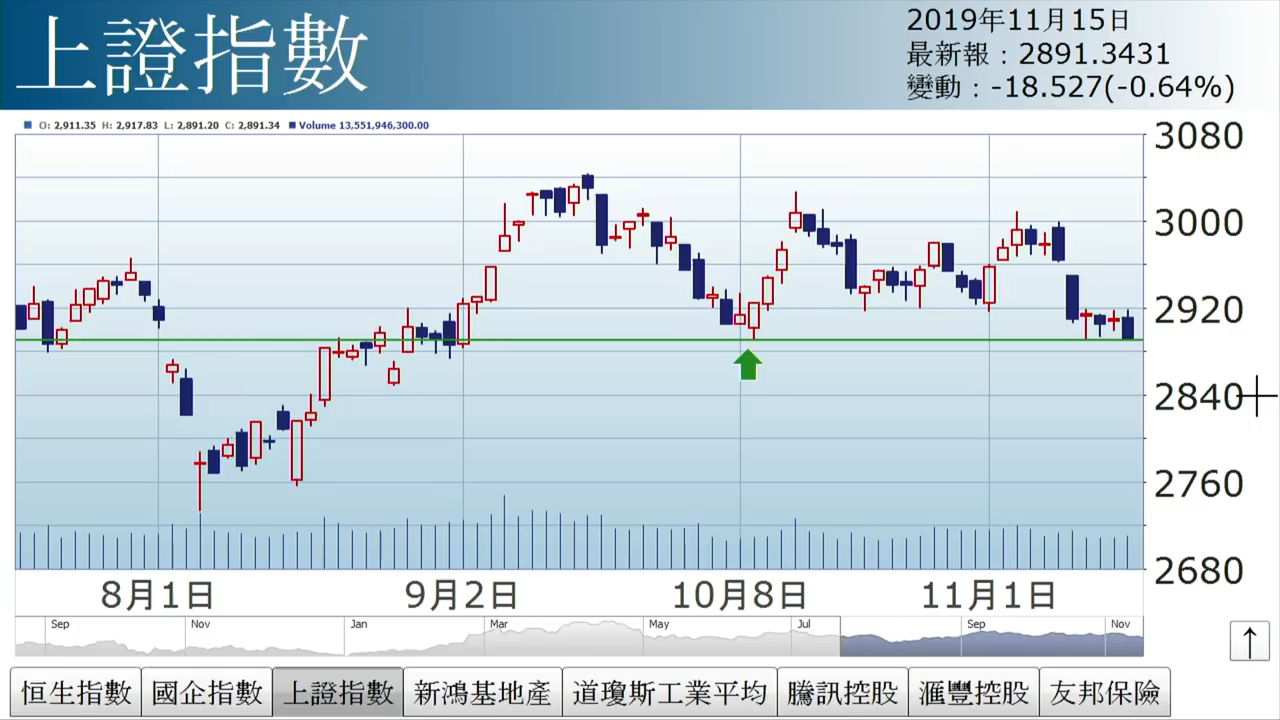 上證指數
2019年11月15日
最新報：2891.3431
變動：-18.527(-0.64%)
O: 2,911.35 H: 2,917.83 L: 2,891.20 C: 2,891.34 Volume 13,551,946,300.00
3080
3000
2920
2840
2760
2680
8月1日 9月2日 10月8日 11月1日
Sep Nov Jan Mar May Jul Sep Nov
恒生指數 國企指數 上證指數 新鴻基地產 道瓊斯工業平均 騰訊控股 滙豐控股 友邦保險